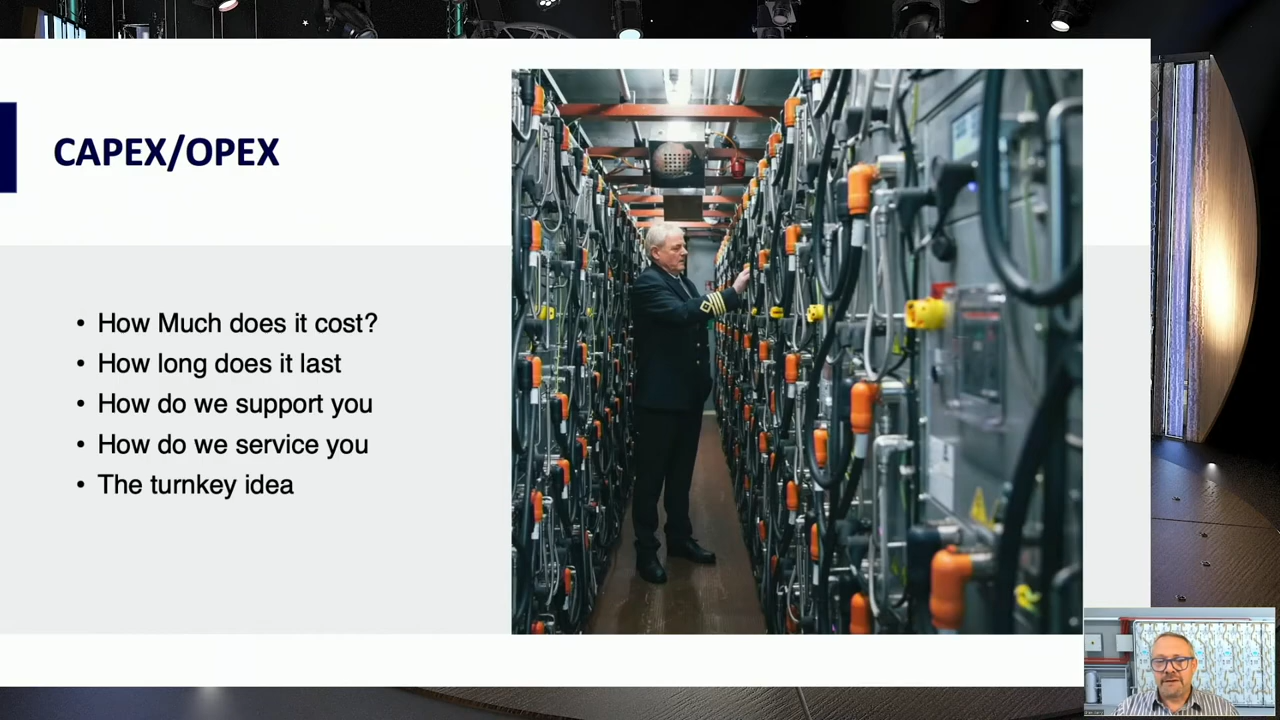 CAPEX/OPEX
• How Much does it cost?
• How long does it last
• How do we support you
• How do we service you
• The turnkey idea